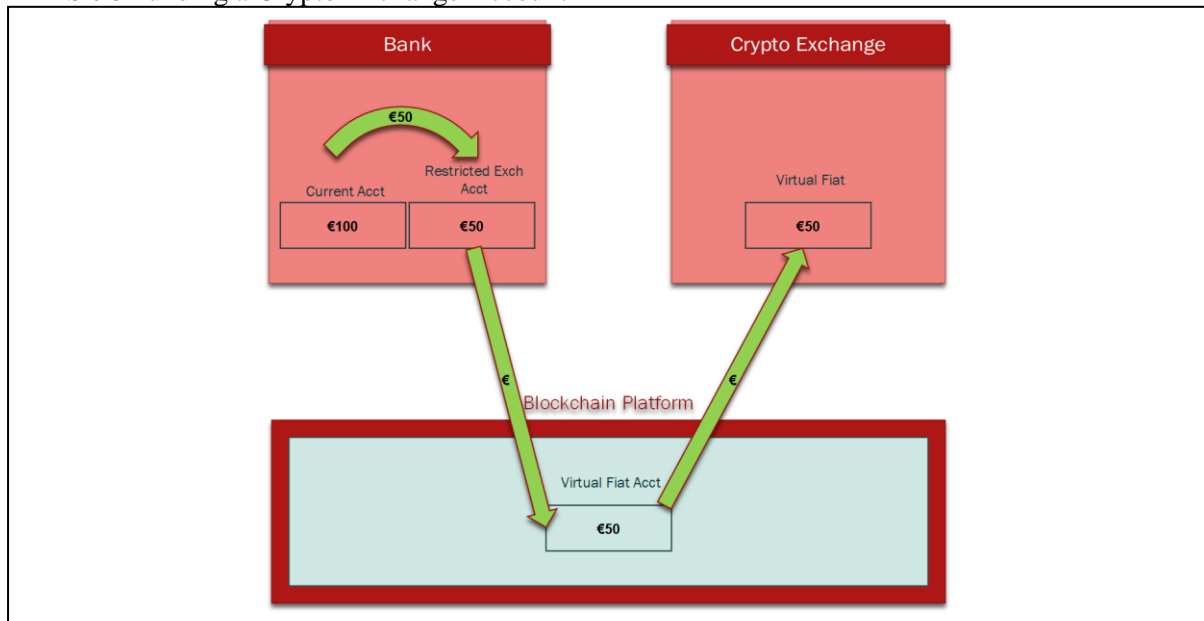 Bank
Crypto Exchange
€50
Restricted Exch
Acct
Current Acct
Virtual Fiat
€100
€50
€50
€
€
Blockchain Platform
Virtual Fiat Acct
€50